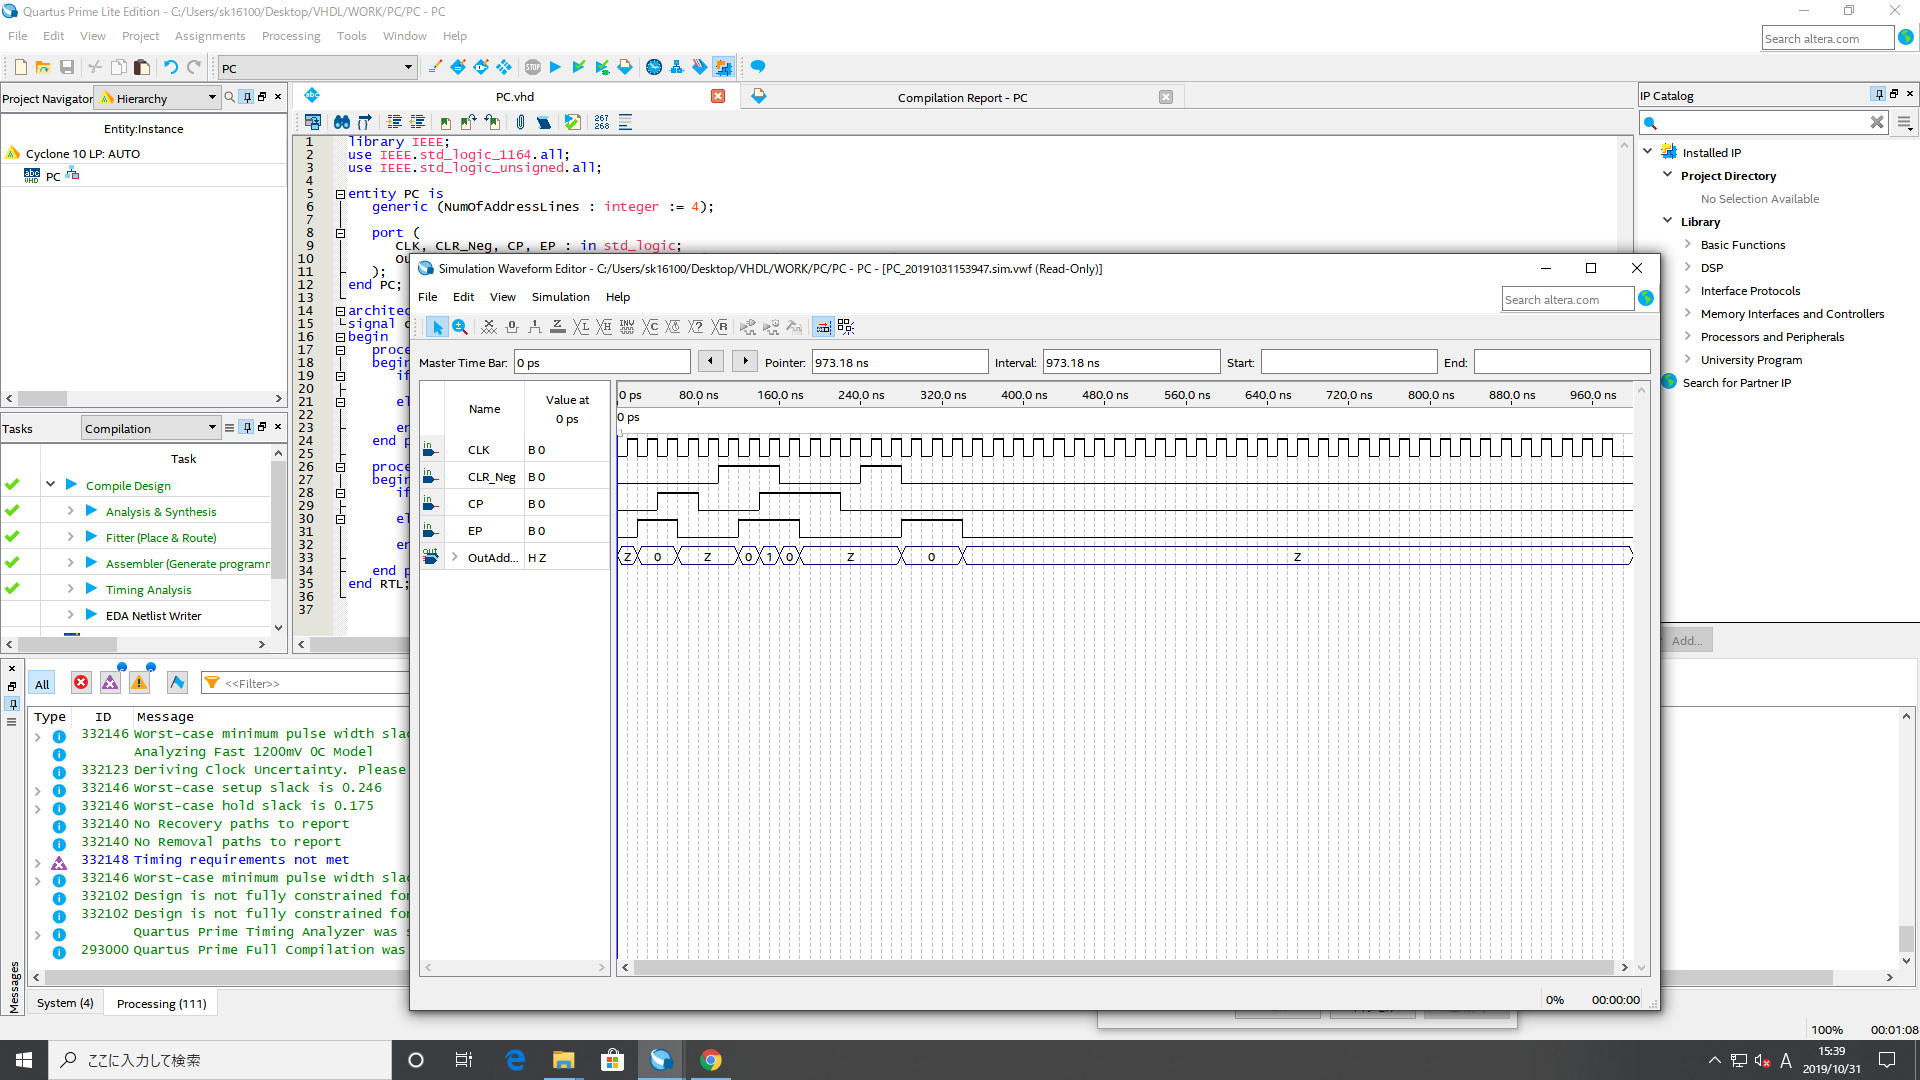 Quartus Prime Lite Edition - C:/Users/sk16100/Desktop/VHDL/WORK/PC/PC - PC
File Edit View Project Assignments Processing Tools Window Help
Search altera.com
PC
Project Navigator Hierarchy
Entity:Instance
Cyclone 10 LP: AUTO
PC
PC.vhd
Compilation Report - PC
267
268
1 library IEEE;
2 use IEEE.std_logic_1164.all;
3 use IEEE.std_logic_unsigned.all;
4
5 entity PC is
6 generic (NumOfAddressLines : integer := 4);
7
8 port (
9 CLK, CLR_Neg, CP, EP : in std_logic;
10 Ou
11 );
12 end PC;
13
14 architec
15 signal c
16 begin
17 proce
18 begin
19 if
20
21 el
22
23 en
24 end p
25
26 proce
27 begin
28 if
29
30 el
31
32 en
33
34 end p
35 end RTL;
36
37
IP Catalog
Installed IP
Project Directory
No Selection Available
Library
Basic Functions
DSP
Interface Protocols
Memory Interfaces and Controllers
Processors and Peripherals
University Program
Search for Partner IP
Add...
Tasks Compilation
Task
Compile Design
Analysis & Synthesis
Fitter (Place & Route)
Assembler (Generate programm
Timing Analysis
EDA Netlist Writer
Simulation Waveform Editor - C:/Users/sk16100/Desktop/VHDL/WORK/PC/PC - PC - [PC_20191031153947.sim.vwf (Read-Only)]
File Edit View Simulation Help
Search altera.com
Master Time Bar: 0 ps Pointer: 973.18 ns Interval: 973.18 ns Start: End:
Name Value at
0 ps
0 ps 80.0 ns 160.0 ns 240.0 ns 320.0 ns 400.0 ns 480.0 ns 560.0 ns 640.0 ns 720.0 ns 800.0 ns 880.0 ns 960.0 ns
0 ps
in CLK B 0
in CLR_Neg B 0
in CP B 0
in EP B 0
out OutAdd... H Z
Z 0 Z 0 1 0 Z 0 Z
0% 00:00:00
All <<Filter>>
Type ID Message
332146 Worst-case minimum pulse width slac
Analyzing Fast 1200mV 0C Model
332123 Deriving Clock Uncertainty. Please
332146 Worst-case setup slack is 0.246
332146 Worst-case hold slack is 0.175
332140 No Recovery paths to report
332140 No Removal paths to report
332148 Timing requirements not met
332146 Worst-case minimum pulse width slac
332102 Design is not fully constrained for
332102 Design is not fully constrained for
Quartus Prime Timing Analyzer was s
293000 Quartus Prime Full Compilation was
Messages
System (4) Processing (111)
100% 00:01:08
ここに入力して検索
A
15:39
2019/10/31